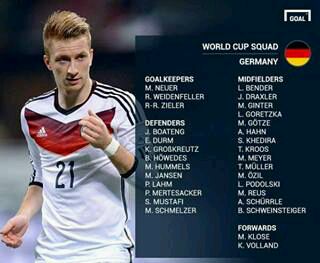 GOAL
WORLD CUP SQUAD
GERMANY
GOALKEEPERS
M. NEUER
R. WEIDENFELLER
R-R. ZIELER
DEFENDERS
J. BOATENG
E. DURM
K. GROßKREUTZ
B. HÖWEDES
M. HUMMELS
M. JANSEN
P. LAHM
P. MERTESACKER
S. MUSTAFI
M. SCHMELZER
MIDFIELDERS
L. BENDER
J. DRAXLER
M. GINTER
L. GORETZKA
M. GÖTZE
A. HAHN
S. KHEDIRA
T. KROOS
M. MEYER
T. MÜLLER
M. ÖZIL
L. PODOLSKI
M. REUS
A. SCHÜRRLE
B. SCHWEINSTEIGER
FORWARDS
M. KLOSE
K. VOLLAND
21